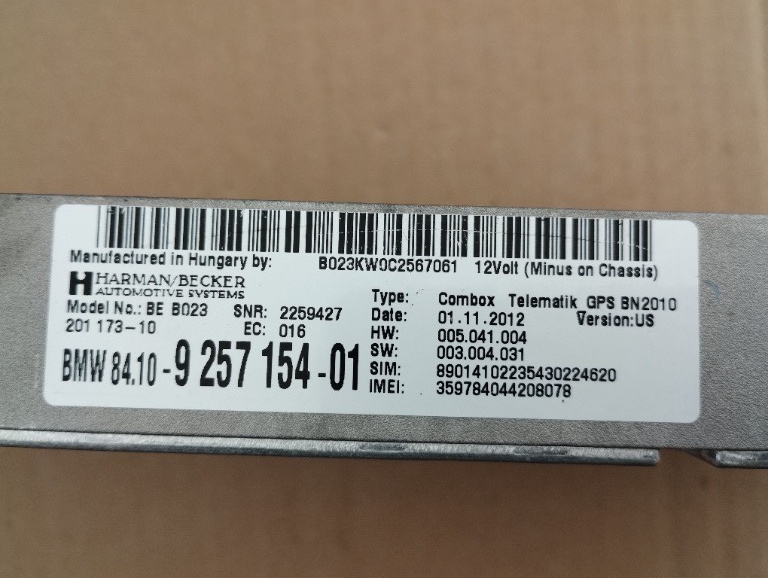 Manufactured in Hungary by: B023KW0C2567061 12Volt (Minus on Chassis)
HARMAN/BECKER
AUTOMOTIVE SYSTEMS
Model No.: BE B023 SNR: 2259427
201 173-10 EC: 016
BMW 84.10 - 9 257 154 - 01
Type: Combox Telematik GPS BN2010
Date: 01.11.2012 Version:US
HW: 005.041.004
SW: 003.004.031
SIM: 89014102235430224620
IMEI: 359784044208078